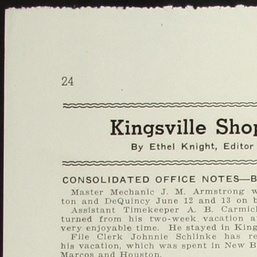 24
Kingsville Shop
By Ethel Knight, Editor
CONSOLIDATED OFFICE NOTES—B
Master Mechanic J. M. Armstrong w
ton and DeQuincy June 12 and 13 on b
Assistant Timekeeper A. B. Carmich
turned from his two-week vacation a
very enjoyable time. He stayed in King
File Clerk Johnnie Schlinke has re
his vacation, which was spent in New B
Marcos and Houston.